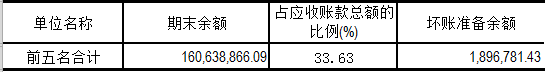 单位名称 期末余额 占应收账款总额的 坏账准备余额
比例(%)
前五名合计 160,638,866.09 33.63 1,896,781.43